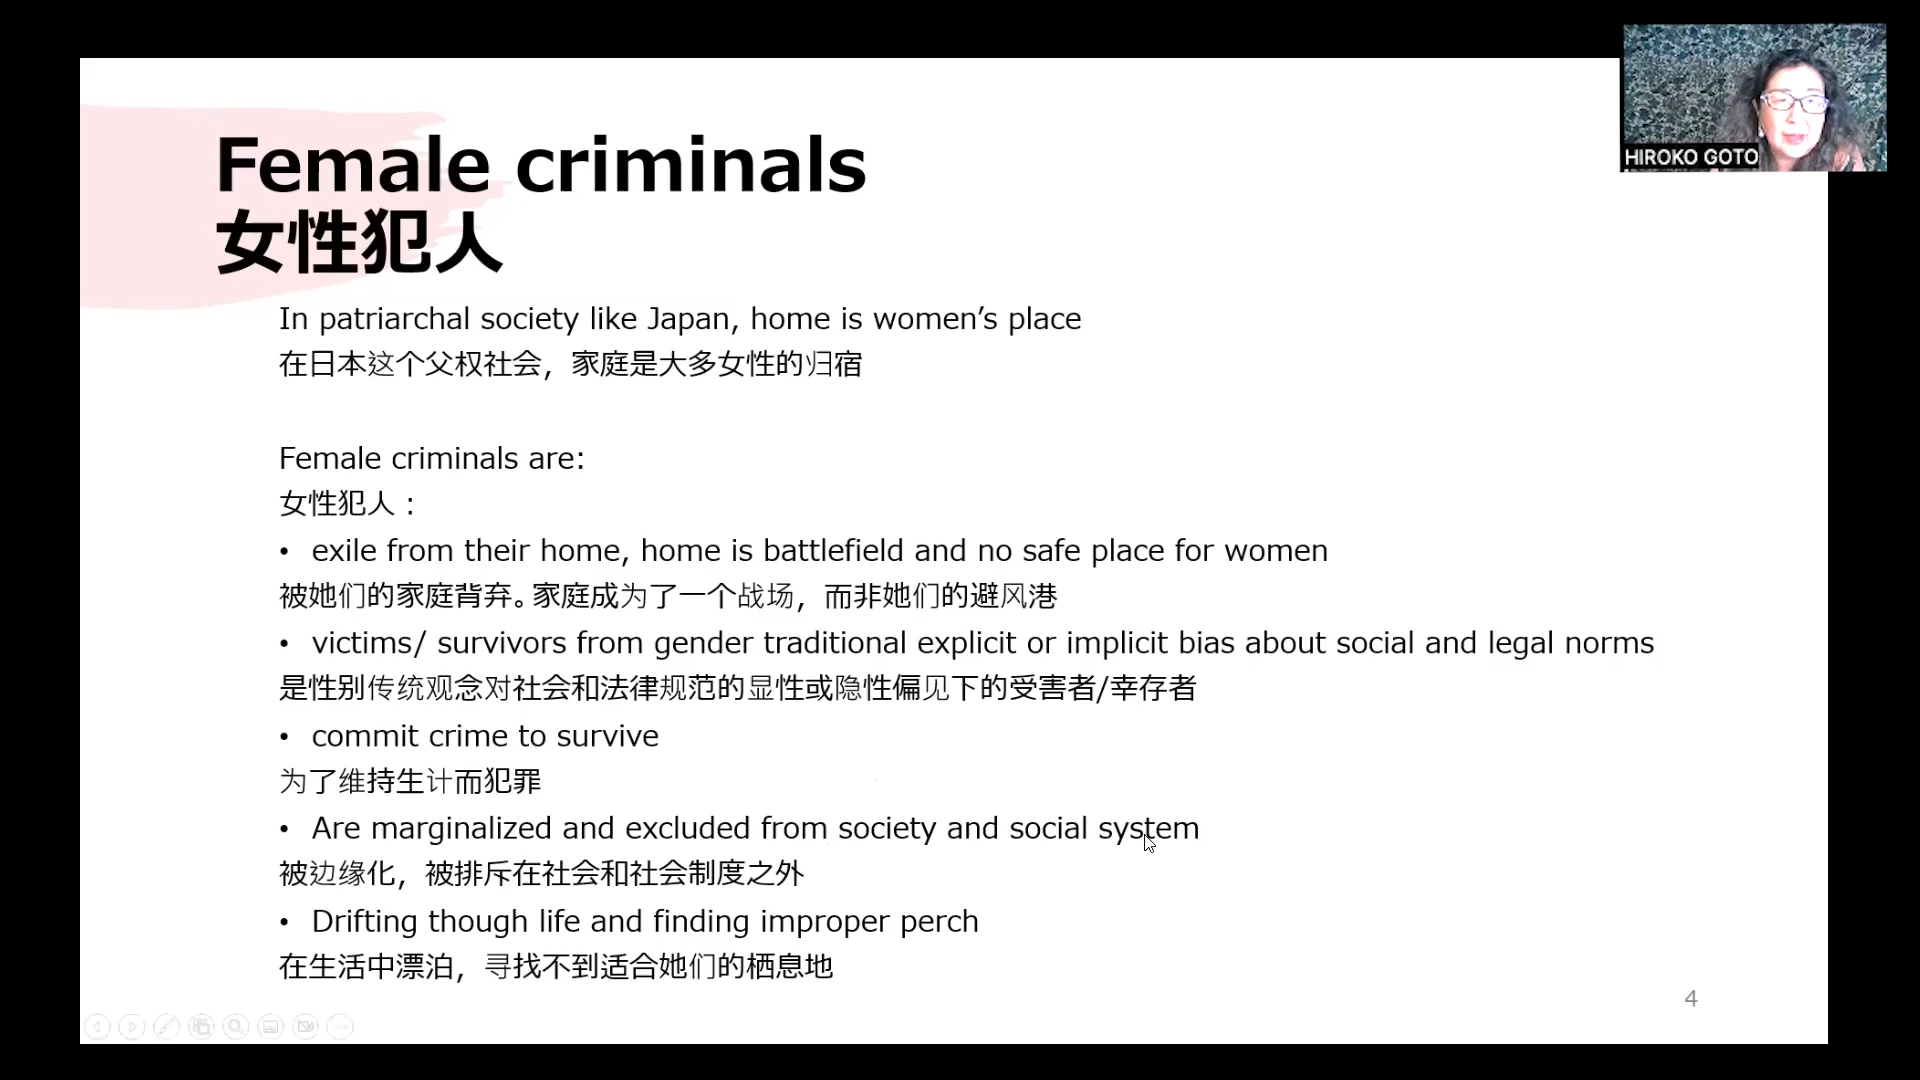 HIROKO GOTO
Female criminals
女性犯人
In patriarchal society like Japan, home is women’s place
在日本这个父权社会，家庭是大多女性的归宿
Female criminals are:
女性犯人：
• exile from their home, home is battlefield and no safe place for women
被她们的家庭背弃。家庭成为了一个战场，而非她们的避风港
• victims/ survivors from gender traditional explicit or implicit bias about social and legal norms
是性别传统观念对社会和法律规范的显性或隐性偏见下的受害者/幸存者
• commit crime to survive
为了维持生计而犯罪
• Are marginalized and excluded from society and social system
被边缘化，被排斥在社会和社会制度之外
• Drifting though life and finding improper perch
在生活中漂泊，寻找不到适合她们的栖息地
4